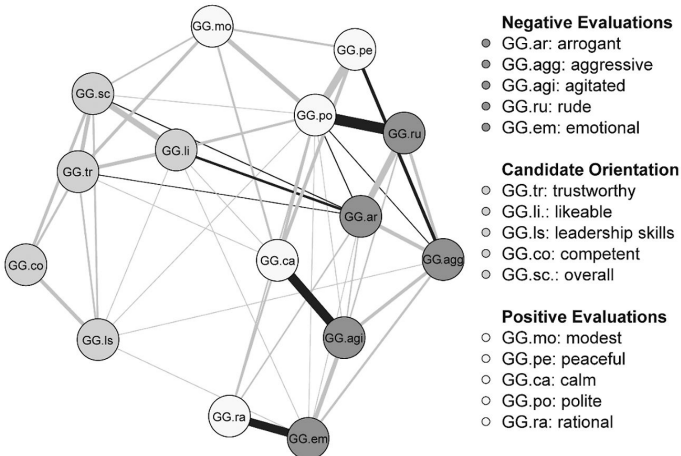 GG.mo
GG.pe
GG.sc
GG.po
GG.ru
GG.li
GG.tr
GG.ar
GG.co
GG.ca
GG.agg
GG.ls
GG.agi
GG.ra
GG.em
Negative Evaluations
GG.ar: arrogant
GG.agg: aggressive
GG.agi: agitated
GG.ru: rude
GG.em: emotional
Candidate Orientation
GG.tr: trustworthy
GG.li.: likeable
GG.ls: leadership skills
GG.co: competent
GG.sc.: overall
Positive Evaluations
GG.mo: modest
GG.pe: peaceful
GG.ca: calm
GG.po: polite
GG.ra: rational